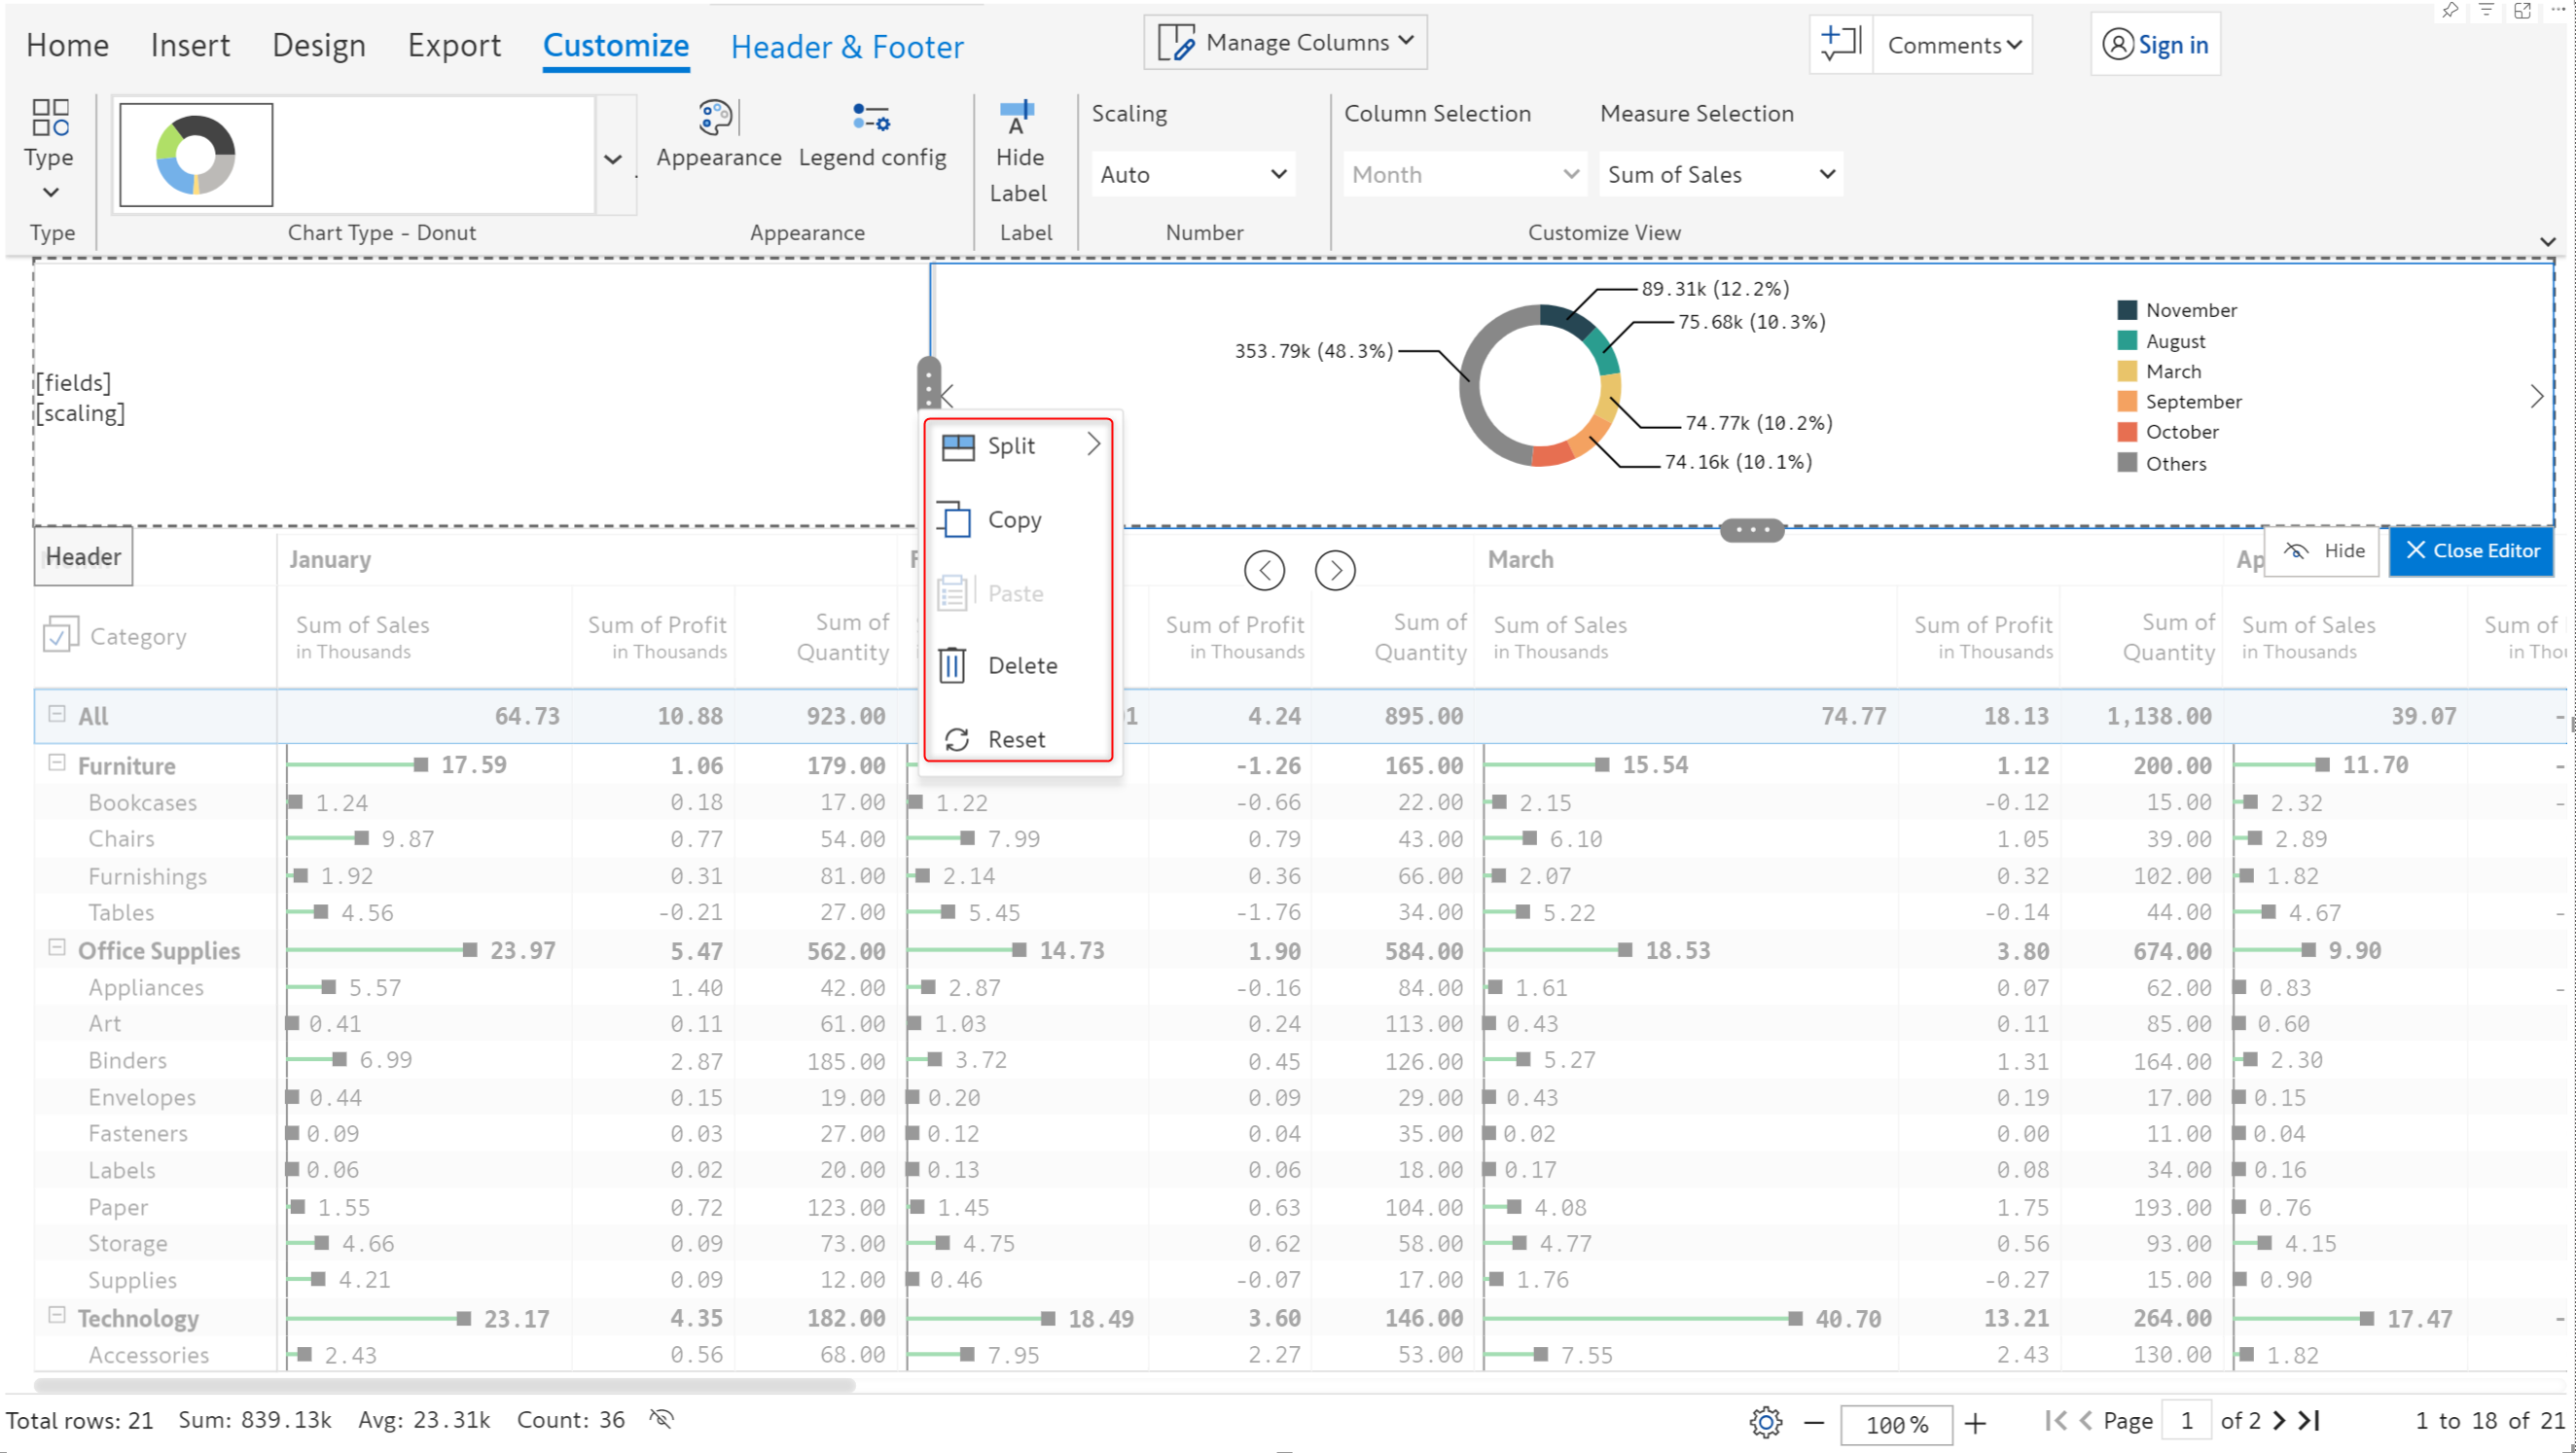 Home Insert Design Export Customize Header & Footer Manage Columns Comments Sign in
Type Appearance Legend config Hide Label Scaling Auto Column Selection Month Measure Selection Sum of Sales
Type Chart Type - Donut Appearance Label Number Customize View
89.31k (12.2%)
75.68k (10.3%)
353.79k (48.3%)
74.77k (10.2%)
74.16k (10.1%)
November
August
March
September
October
Others
[fields]
[scaling]
Split
Copy
Paste
Delete
Reset
Header January March Hide Close Editor
Category Sum of Sales in Thousands Sum of Profit in Thousands Sum of Quantity Sum of Profit in Thousands Sum of Quantity Sum of Sales in Thousands Sum of Profit in Thousands Sum of Quantity Sum of Sales in Thousands Sum of
All 64.73 10.88 923.00 4.24 895.00 74.77 18.13 1,138.00 39.07
Furniture 17.59 1.06 179.00 -1.26 165.00 15.54 1.12 200.00 11.70
Bookcases 1.24 0.18 17.00 1.22 -0.66 22.00 2.15 -0.12 15.00 2.32
Chairs 9.87 0.77 54.00 7.99 0.79 43.00 6.10 1.05 39.00 2.89
Furnishings 1.92 0.31 81.00 2.14 0.36 66.00 2.07 0.32 102.00 1.82
Tables 4.56 -0.21 27.00 5.45 -1.76 34.00 5.22 -0.14 44.00 4.67
Office Supplies 23.97 5.47 562.00 14.73 1.90 584.00 18.53 3.80 674.00 9.90
Appliances 5.57 1.40 42.00 2.87 -0.16 84.00 1.61 0.07 62.00 0.83
Art 0.41 0.11 61.00 1.03 0.24 113.00 0.43 0.11 85.00 0.60
Binders 6.99 2.87 185.00 3.72 0.45 126.00 5.27 1.31 164.00 2.30
Envelopes 0.44 0.15 19.00 0.20 0.09 29.00 0.43 0.19 17.00 0.15
Fasteners 0.09 0.03 27.00 0.12 0.04 35.00 0.02 0.00 11.00 0.04
Labels 0.06 0.02 20.00 0.13 0.06 18.00 0.17 0.08 34.00 0.16
Paper 1.55 0.72 123.00 1.45 0.63 104.00 4.08 1.75 193.00 0.76
Storage 4.66 0.09 73.00 4.75 0.62 58.00 4.77 0.56 93.00 4.15
Supplies 4.21 0.09 12.00 0.46 -0.07 17.00 1.76 -0.27 15.00 0.90
Technology 23.17 4.35 182.00 18.49 3.60 146.00 40.70 13.21 264.00 17.47
Accessories 2.43 0.56 68.00 7.95 2.27 53.00 7.55 2.43 130.00 1.82
Total rows: 21 Sum: 839.13k Avg: 23.31k Count: 36 100% Page 1 of 2 1 to 18 of 21